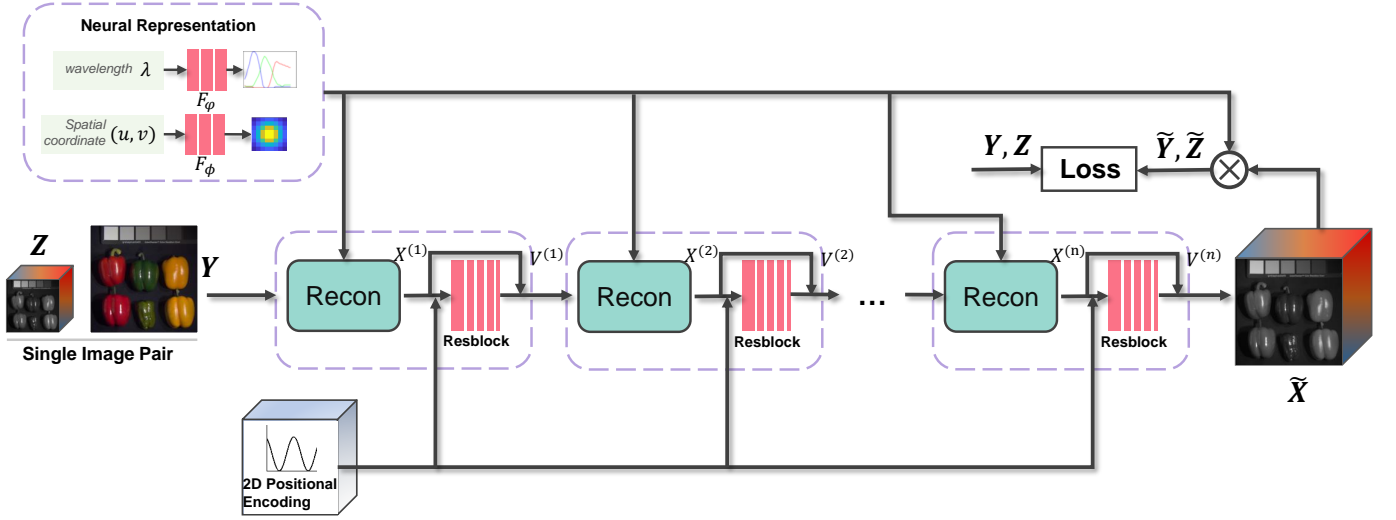 Neural Representation
wavelength λ
F_φ
Spatial
coordinate (u, v)
F_ϕ
Y, Z
Loss
Ỹ, Z̃
Z
Y
Single Image Pair
Recon
X^(1)
V^(1)
Resblock
Recon
X^(2)
V^(2)
Resblock
...
Recon
X^(n)
V^(n)
Resblock
X̃
2D Positional
Encoding